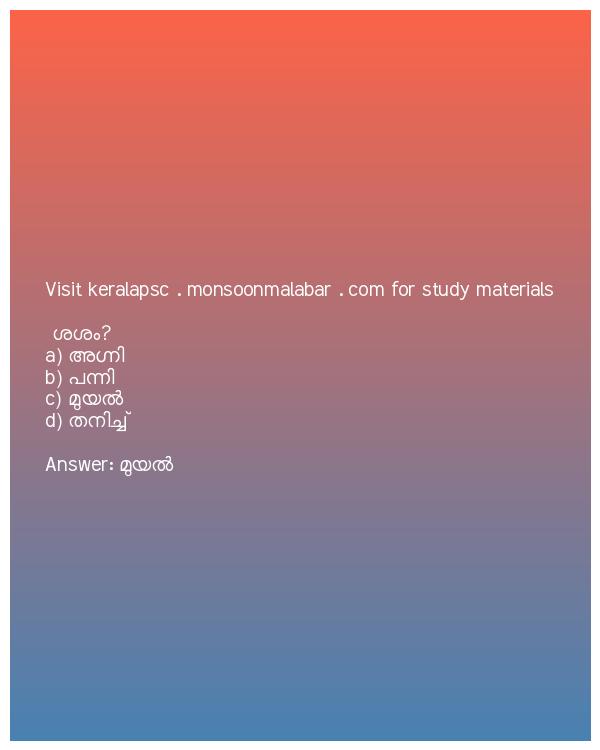 Visit keralapsc . monsoonmalabar . com for study materials
ശശം?
a) അഗ്നി
b) പന്നി
c) മുയൽ
d) തനിച്ച്
Answer: മുയൽ